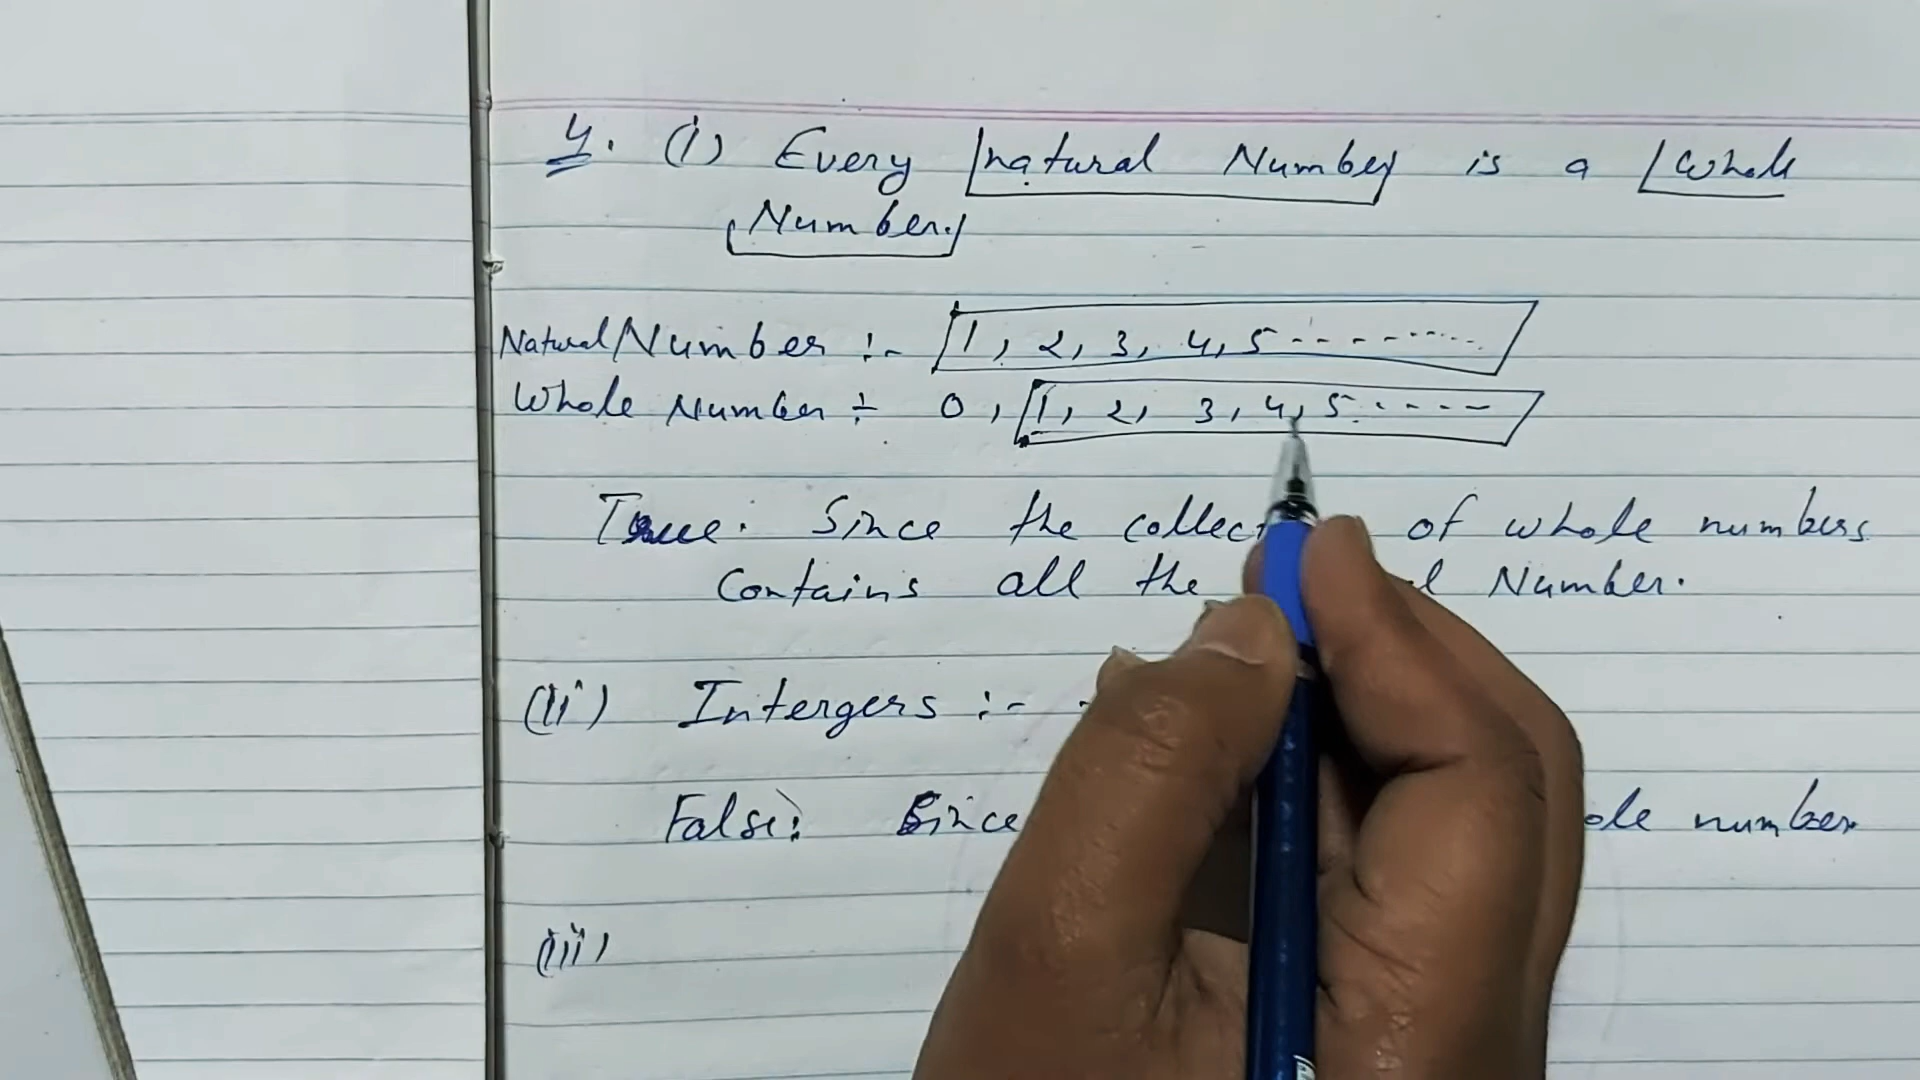 4. (i) Every natural Number is a Whole
Number.
Natural Number :- 1, 2, 3, 4, 5 - - - - - - - -
Whole Number ÷ 0, 1, 2, 3, 4, 5 - - - - -
True. Since the collec of whole numbers
Contains all the Number.
(ii) Intergers :- -
False: Since number
(iii)